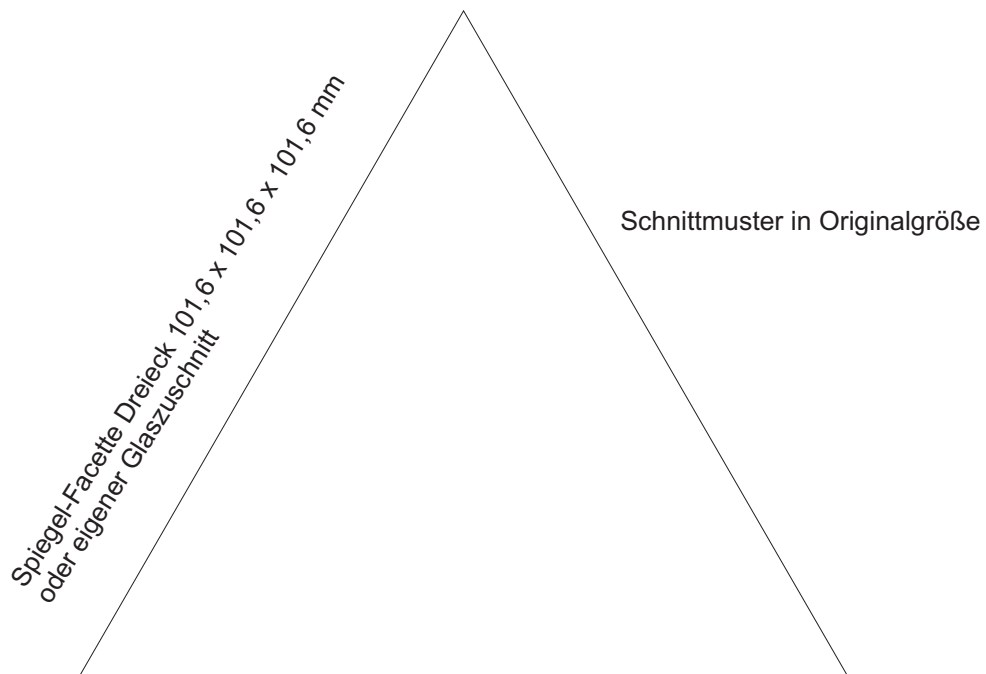 Spiegel-Facette Dreieck 101,6 x 101,6 x 101,6 mm
oder eigener Glaszuschnitt
Schnittmuster in Originalgröße